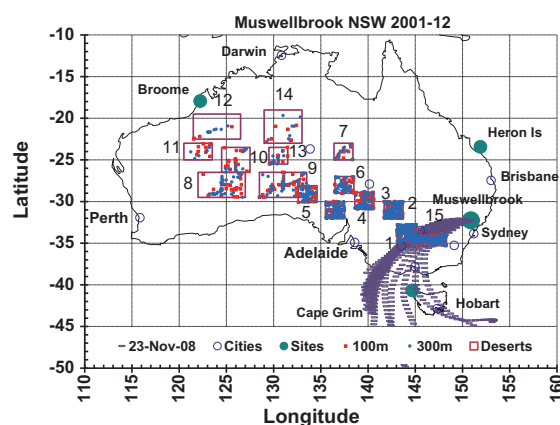 Muswellbrook NSW 2001-12
-10
Darwin
-15
Broome
12
14
-20
Heron Is
11
10
13
7
-25
Brisbane
8
9
6
3
2
Muswellbrook
-30
Perth
5
4
15
Sydney
1
-35
Adelaide
-40
Cape Grim
Hobart
-45
23-Nov-08 Cities Sites 100m 300m Deserts
-50
110 115 120 125 130 135 140 145 150 155 160
Latitude
Longitude